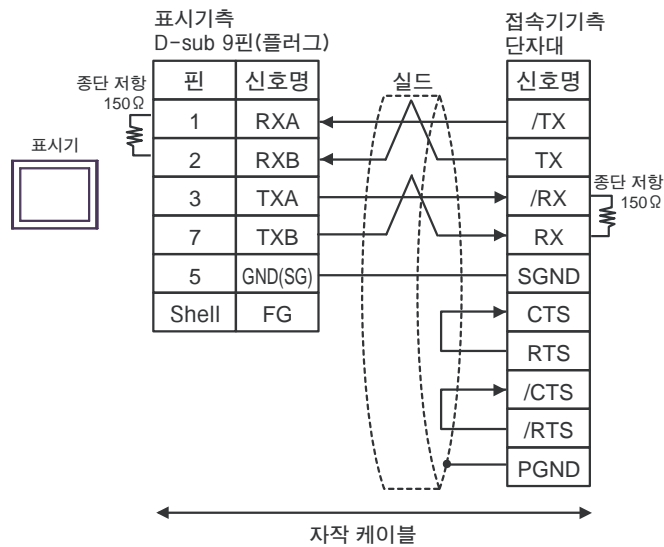 표시기측
D-sub 9핀(플러그)
접속기기측
단자대
종단 저항
150Ω
표시기
핀 신호명
1 RXA
2 RXB
3 TXA
7 TXB
5 GND(SG)
Shell FG
실드
신호명
/TX
TX
/RX
RX
SGND
CTS
RTS
/CTS
/RTS
PGND
종단 저항
150Ω
자작 케이블